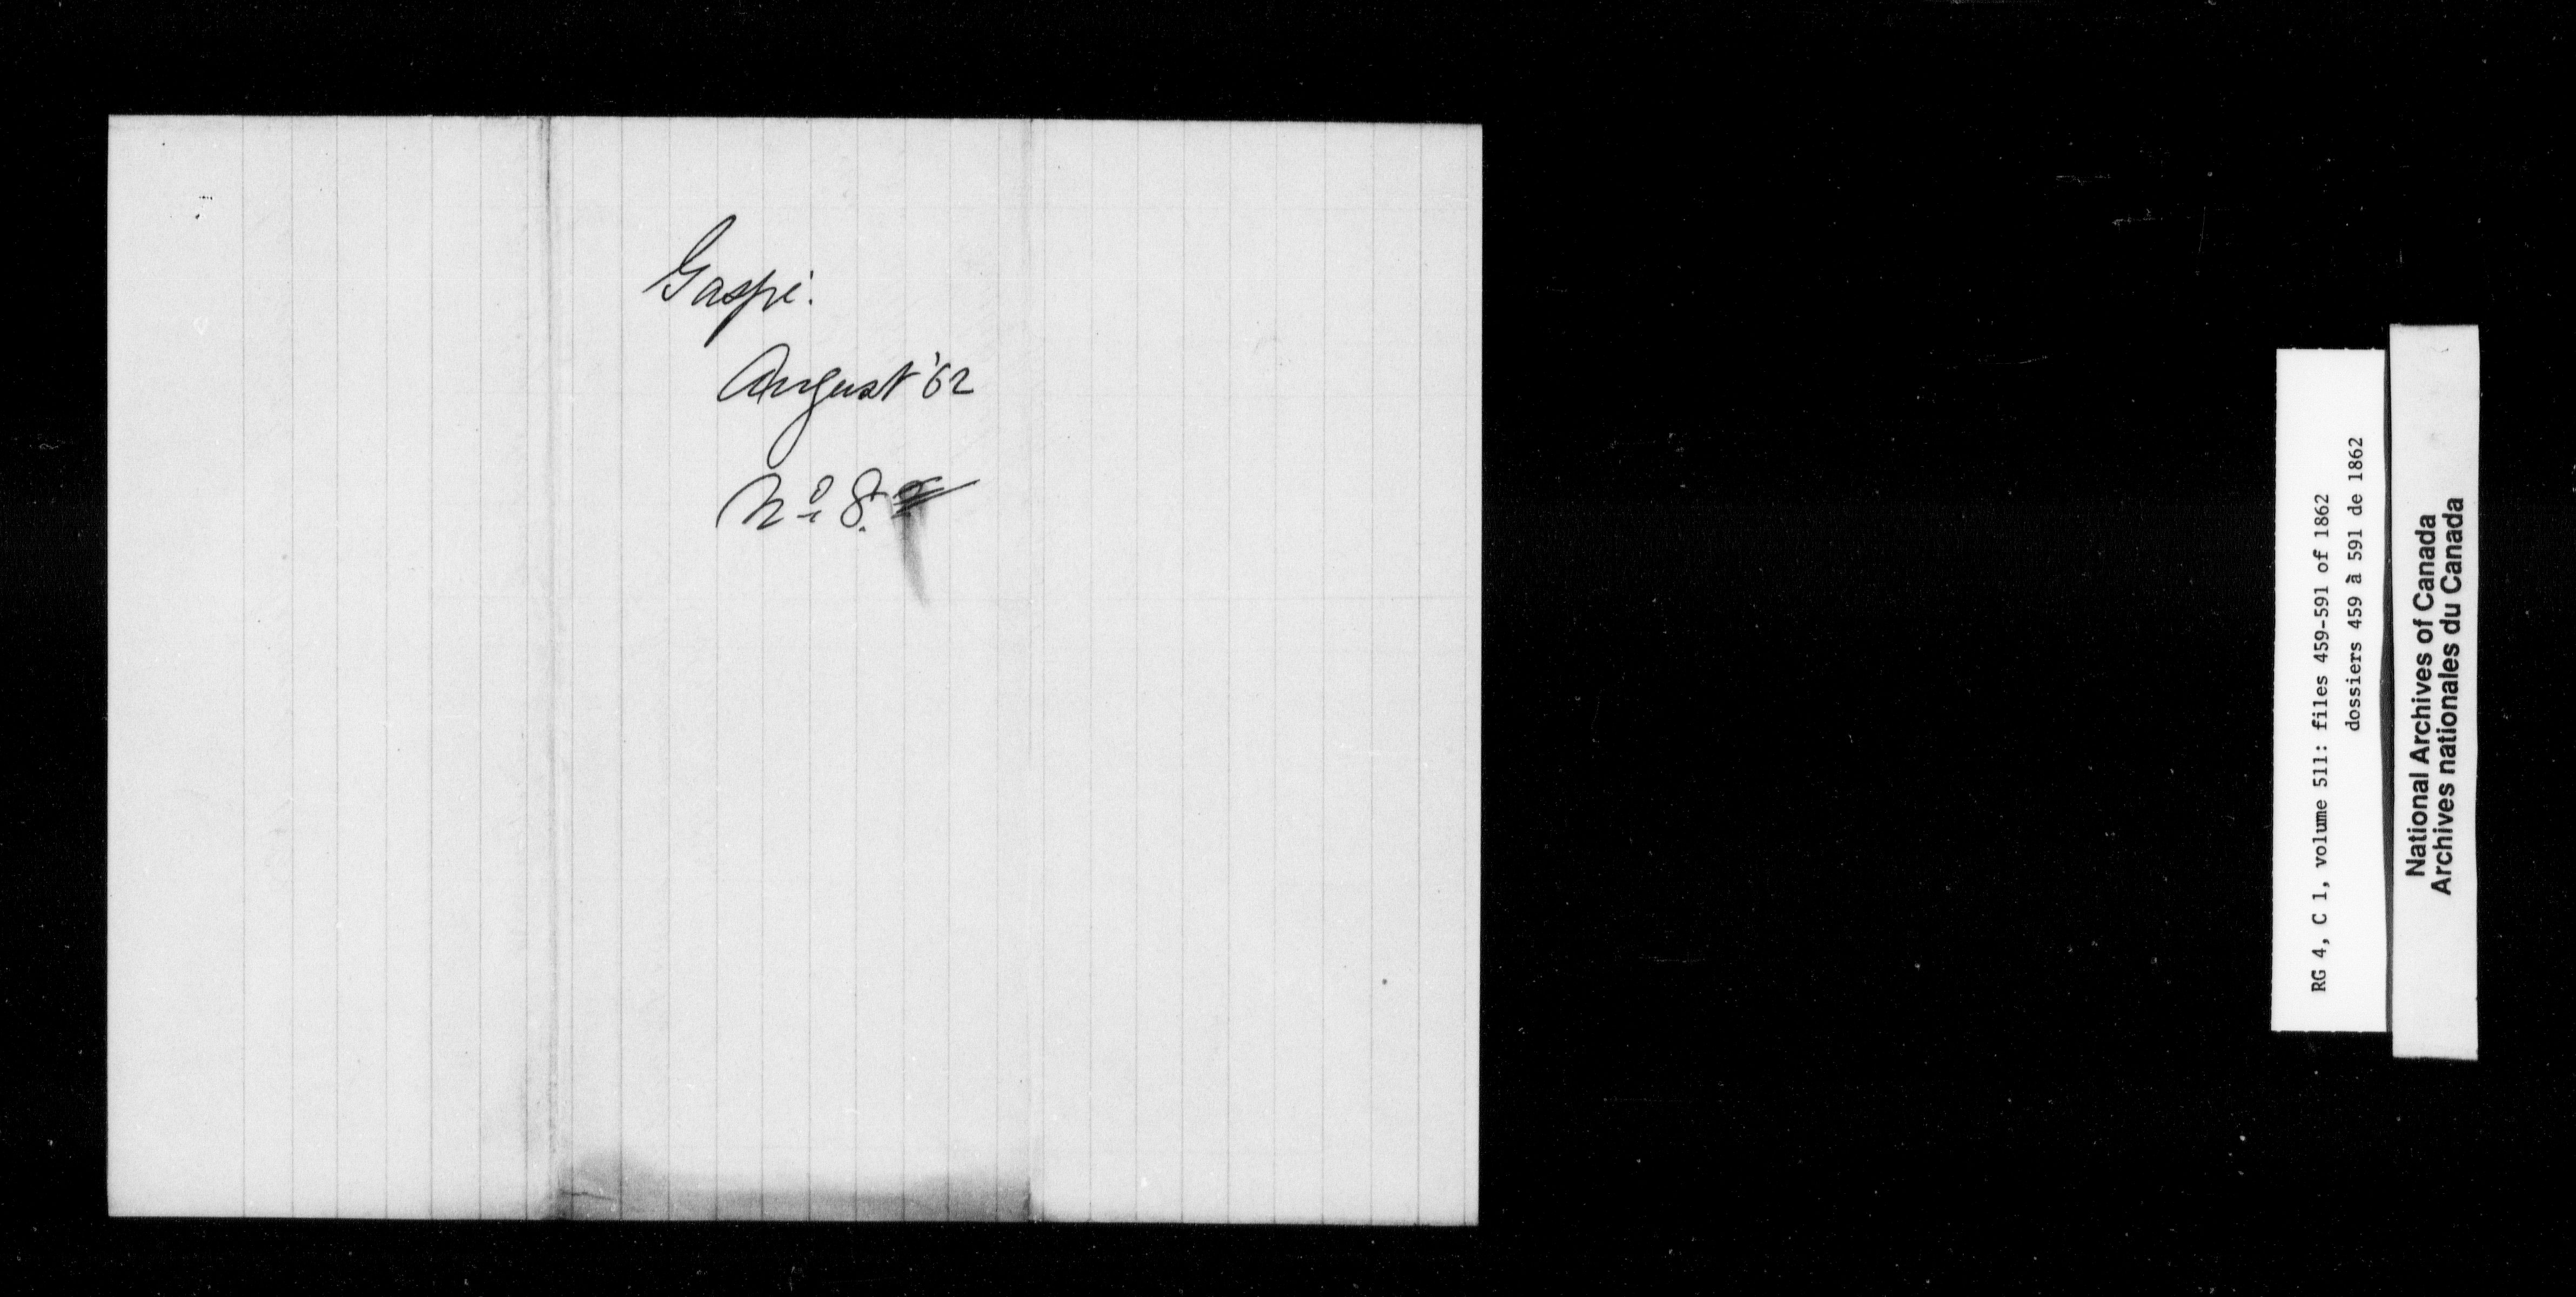 Gaspé.
August '62
No 8.
RG 4, C 1, volume 511: files 459-591 of 1862
dossiers 459 à 591 de 1862
National Archives of Canada
Archives nationales du Canada